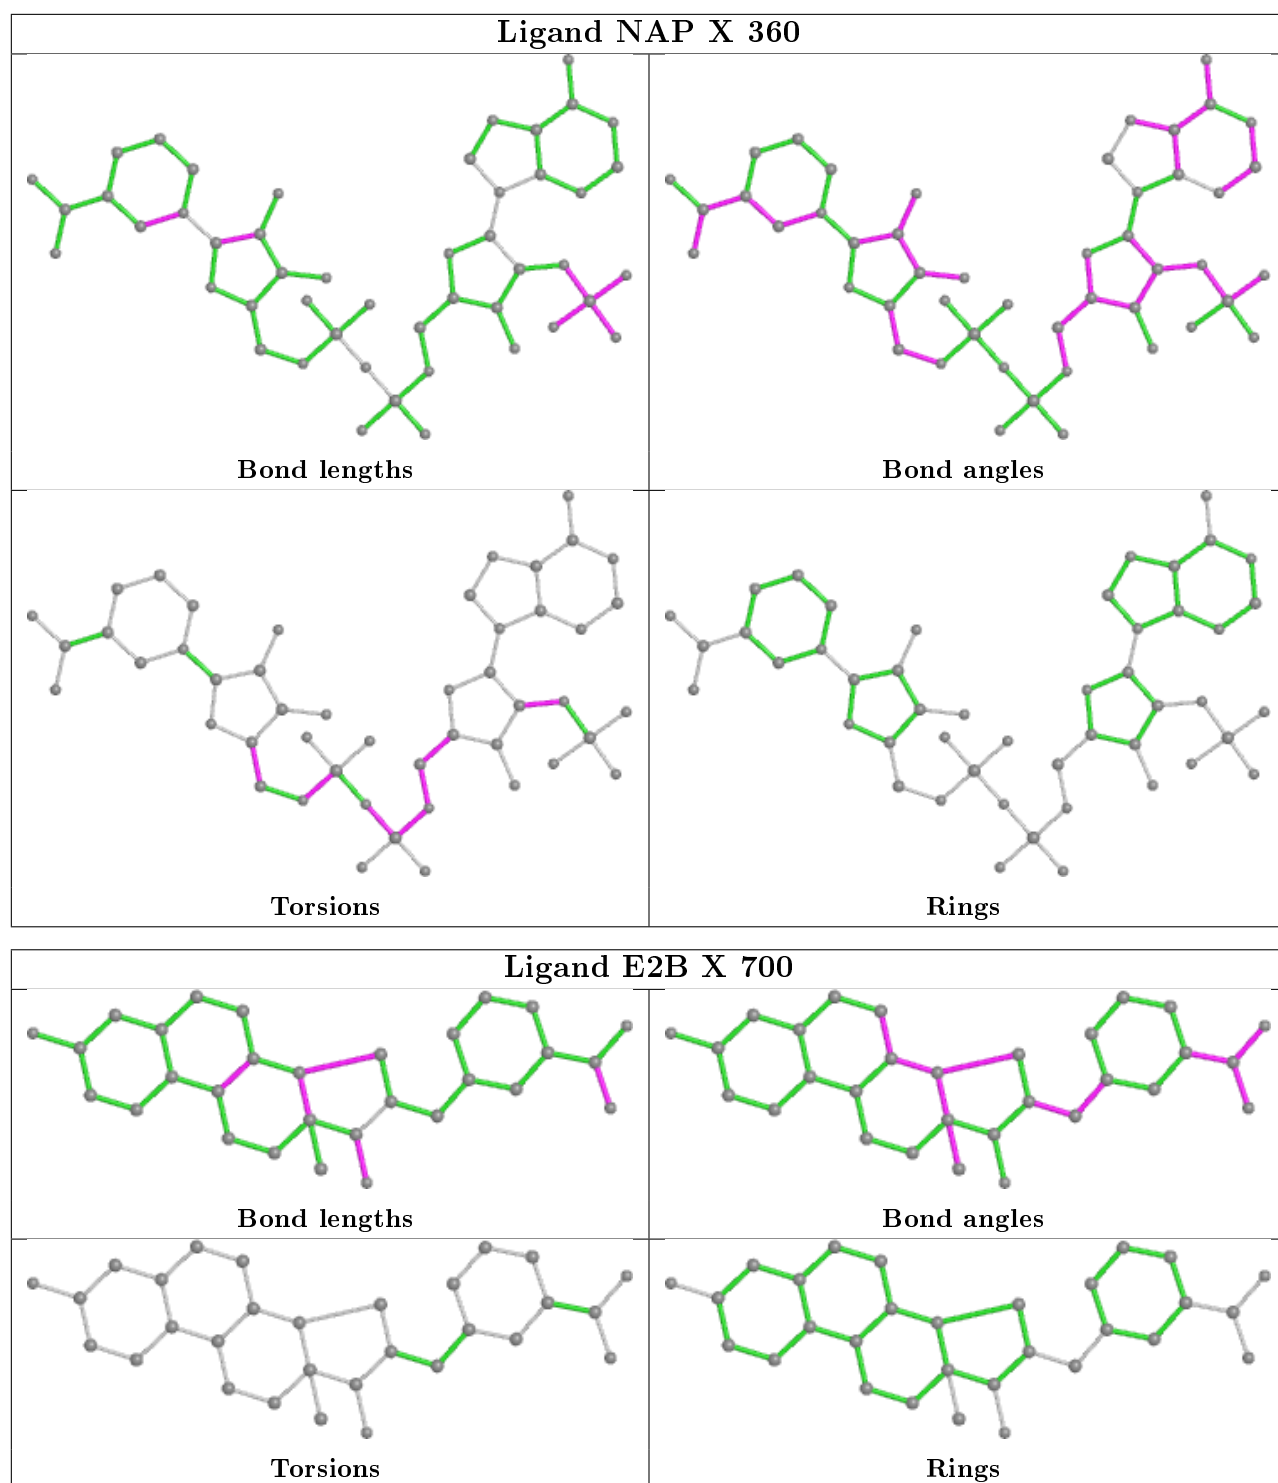 Ligand NAP X 360
Bond lengths
Bond angles
Torsions
Rings
Ligand E2B X 700
Bond lengths
Bond angles
Torsions
Rings